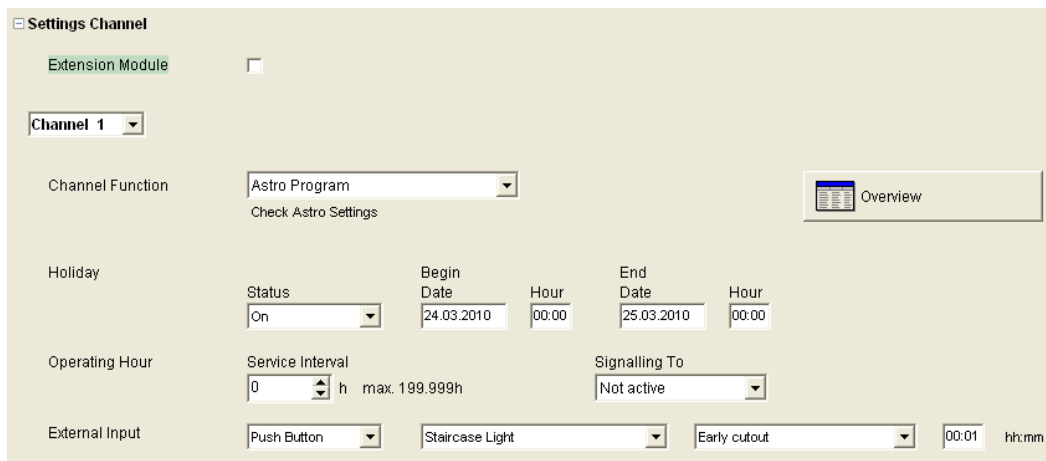 Settings Channel
Extension Module
Channel 1
Channel Function
Astro Program
Overview
Check Astro Settings
Holiday
Begin
End
Status
Date
Hour
Date
Hour
On
24.03.2010
00:00
25.03.2010
00:00
Operating Hour
Service Interval
Signalling To
0
h max. 199.999h
Not active
External Input
Push Button
Staircase Light
Early cutout
00:01
hh:mm